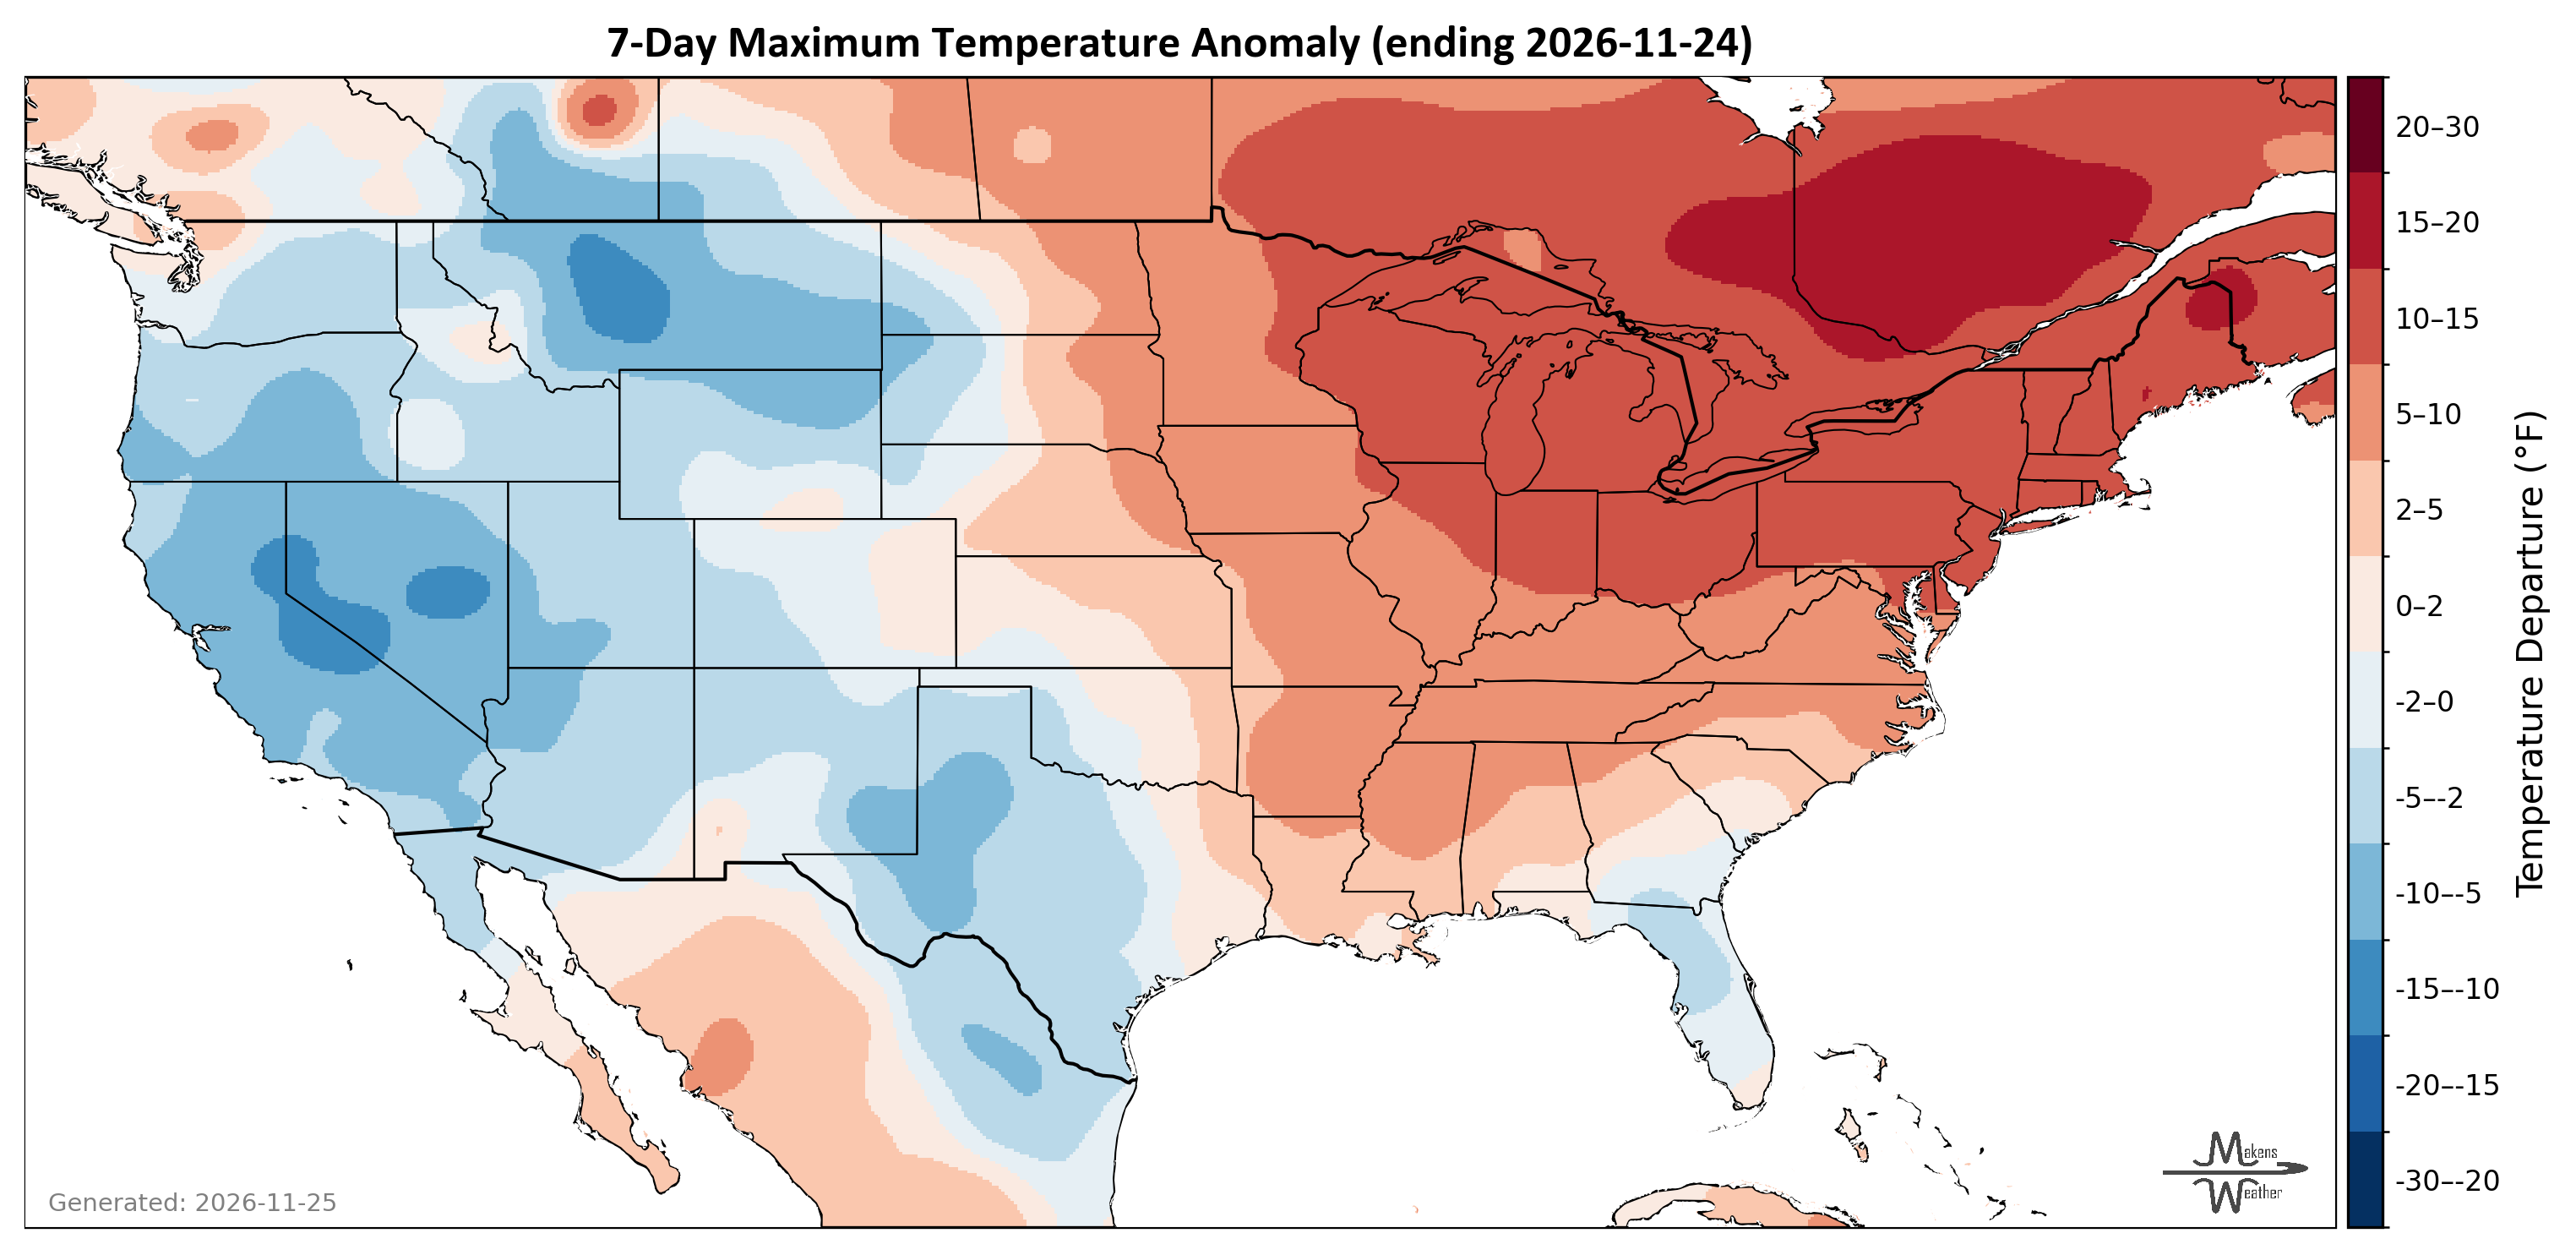 7-Day Maximum Temperature Anomaly (ending 2026-11-24)
20–30
15–20
10–15
5–10
2–5
0–2
-2–0
-5–-2
-10–-5
-15–-10
-20–-15
-30–-20
Temperature Departure (°F)
Makens
Weather
Generated: 2026-11-25